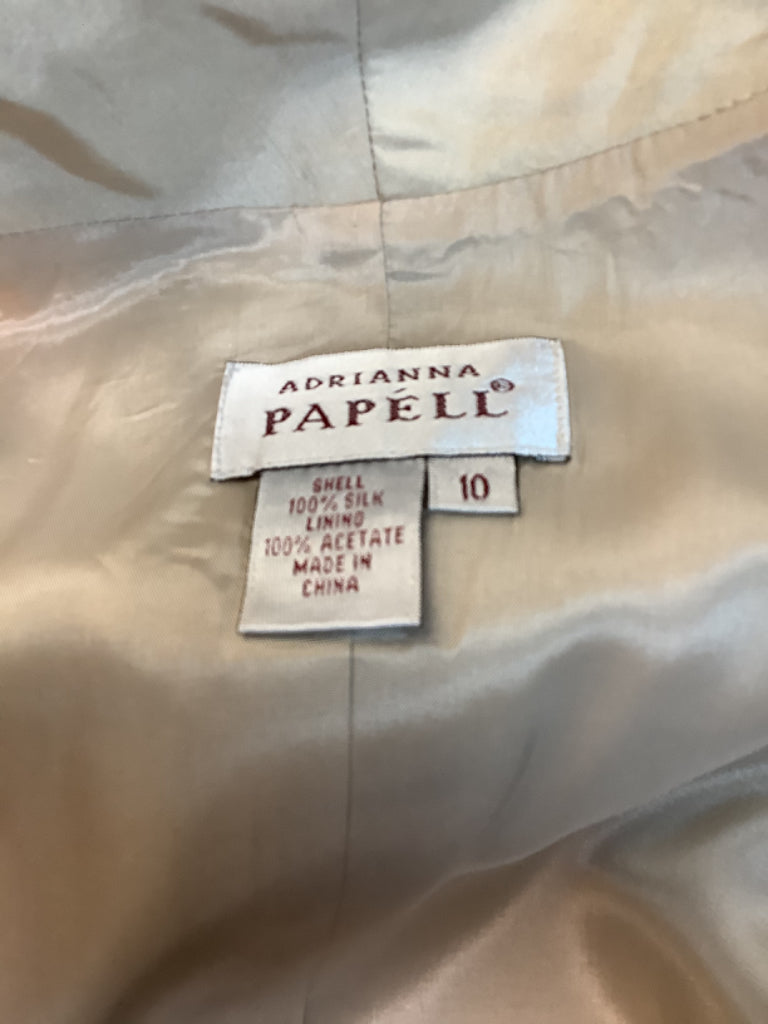 ADRIANNA
PAPÉLL®
10
SHELL
100% SILK
LINING
100% ACETATE
MADE IN
CHINA